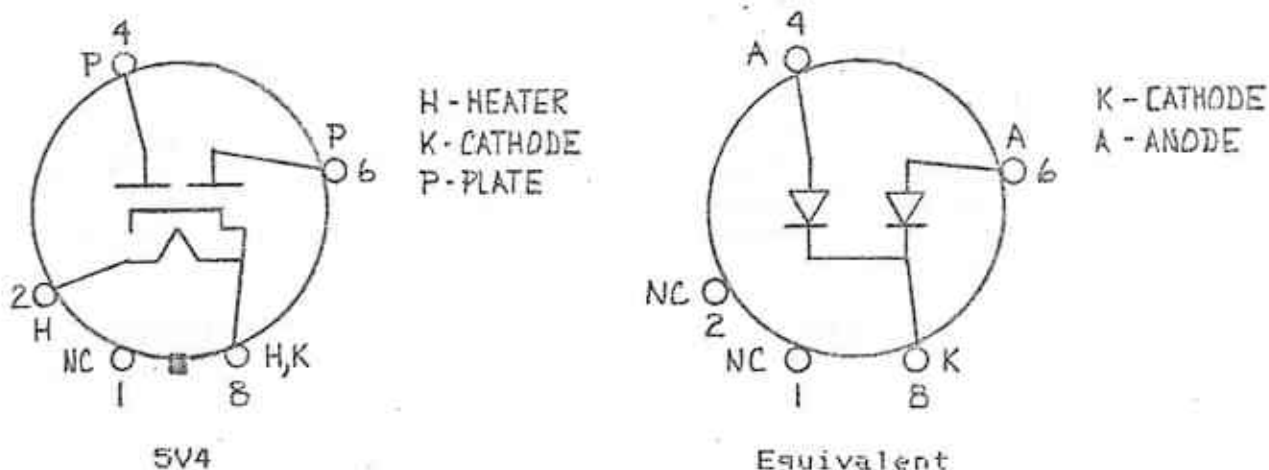 4
P
P
6
2
H
NC
1
8
H,K
5V4
H - HEATER
K - CATHODE
P - PLATE
4
A
A
6
NC
2
NC
1
8
K
Equivalent
K - CATHODE
A - ANODE